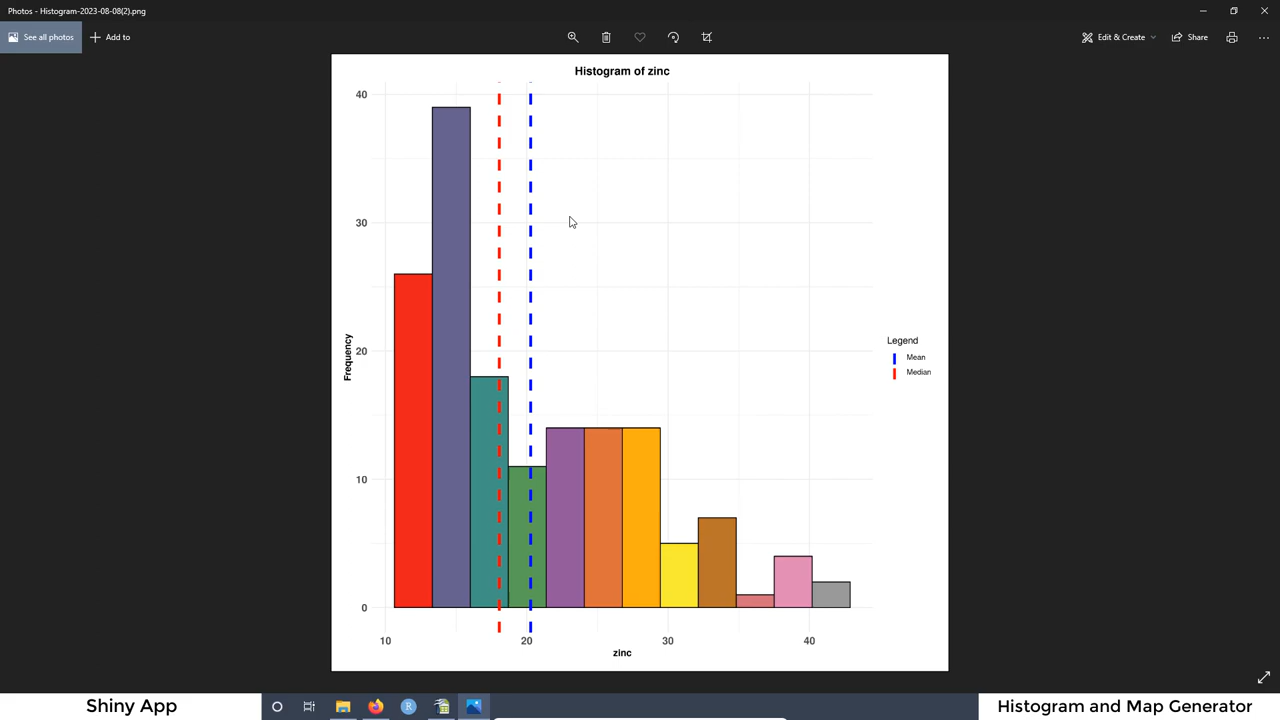 Photos - Histogram-2023-08-08(2).png
See all photos
Add to
Edit & Create
Share
Histogram of zinc
40
30
20
10
0
Frequency
10 20 30 40
zinc
Legend
Mean
Median
Shiny App
Histogram and Map Generator